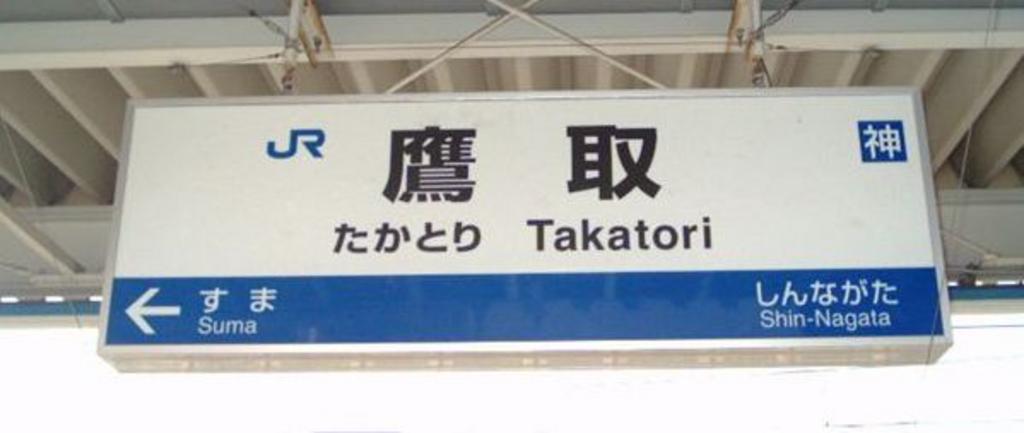 JR 鷹取 神
たかとり Takatori
← すま しんながた
Suma Shin-Nagata